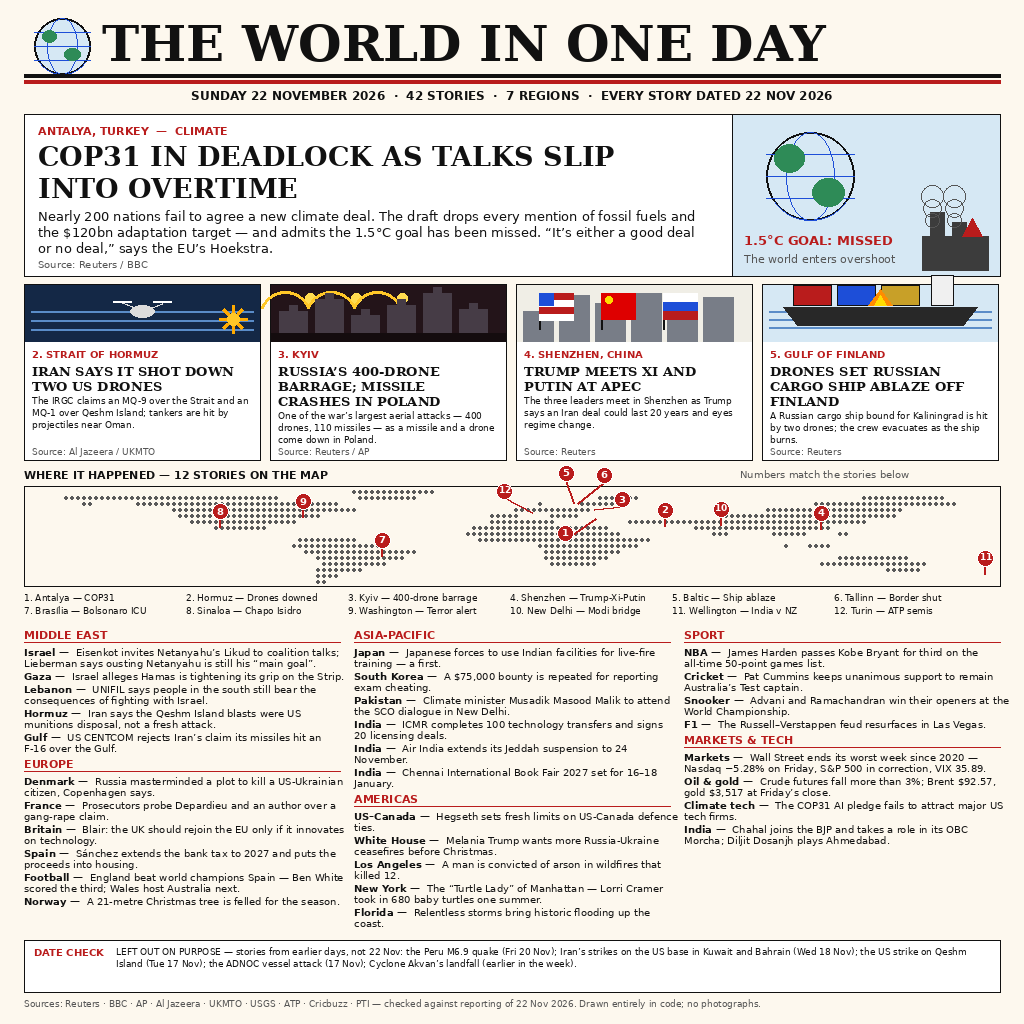 THE WORLD IN ONE DAY
SUNDAY 22 NOVEMBER 2026 · 42 STORIES · 7 REGIONS · EVERY STORY DATED 22 NOV 2026
ANTALYA, TURKEY — CLIMATE
COP31 IN DEADLOCK AS TALKS SLIP
INTO OVERTIME
Nearly 200 nations fail to agree a new climate deal. The draft drops every mention of fossil fuels and
the $120bn adaptation target — and admits the 1.5°C goal has been missed. “It’s either a good deal
or no deal,” says the EU’s Hoekstra.
Source: Reuters / BBC
1.5°C GOAL: MISSED
The world enters overshoot
2. STRAIT OF HORMUZ
IRAN SAYS IT SHOT DOWN
TWO US DRONES
The IRGC claims an MQ-9 over the Strait and an
MQ-1 over Qeshm Island; tankers are hit by
projectiles near Oman.
Source: Al Jazeera / UKMTO
3. KYIV
RUSSIA’S 400-DRONE
BARRAGE; MISSILE
CRASHES IN POLAND
One of the war’s largest aerial attacks — 400
drones, 110 missiles — as a missile and a drone
come down in Poland.
Source: Reuters / AP
4. SHENZHEN, CHINA
TRUMP MEETS XI AND
PUTIN AT APEC
The three leaders meet in Shenzhen as Trump
says an Iran deal could last 20 years and eyes
regime change.
Source: Reuters
5. GULF OF FINLAND
DRONES SET RUSSIAN
CARGO SHIP ABLAZE OFF
FINLAND
A Russian cargo ship bound for Kaliningrad is hit
by two drones; the crew evacuates as the ship
burns.
Source: Reuters
WHERE IT HAPPENED — 12 STORIES ON THE MAP
Numbers match the stories below
5
6
12
9
3
8
2
10
4
1
7
11
1. Antalya — COP31
2. Hormuz — Drones downed
3. Kyiv — 400-drone barrage
4. Shenzhen — Trump-Xi-Putin
5. Baltic — Ship ablaze
6. Tallinn — Border shut
7. Brasília — Bolsonaro ICU
8. Sinaloa — Chapo Isidro
9. Washington — Terror alert
10. New Delhi — Modi bridge
11. Wellington — India v NZ
12. Turin — ATP semis
MIDDLE EAST
Israel — Eisenkot invites Netanyahu’s Likud to coalition talks;
Lieberman says ousting Netanyahu is still his “main goal”.
Gaza — Israel alleges Hamas is tightening its grip on the Strip.
Lebanon — UNIFIL says people in the south still bear the
consequences of fighting with Israel.
Hormuz — Iran says the Qeshm Island blasts were US
munitions disposal, not a fresh attack.
Gulf — US CENTCOM rejects Iran’s claim its missiles hit an
F-16 over the Gulf.
EUROPE
Denmark — Russia masterminded a plot to kill a US-Ukrainian
citizen, Copenhagen says.
France — Prosecutors probe Depardieu and an author over a
gang-rape claim.
Britain — Blair: the UK should rejoin the EU only if it innovates
on technology.
Spain — Sánchez extends the bank tax to 2027 and puts the
proceeds into housing.
Football — England beat world champions Spain — Ben White
scored the third; Wales host Australia next.
Norway — A 21-metre Christmas tree is felled for the season.
ASIA-PACIFIC
Japan — Japanese forces to use Indian facilities for live-fire
training — a first.
South Korea — A $75,000 bounty is repeated for reporting
exam cheating.
Pakistan — Climate minister Musadik Masood Malik to attend
the SCO dialogue in New Delhi.
India — ICMR completes 100 technology transfers and signs
20 licensing deals.
India — Air India extends its Jeddah suspension to 24
November.
India — Chennai International Book Fair 2027 set for 16–18
January.
AMERICAS
US–Canada — Hegseth sets fresh limits on US-Canada defence
ties.
White House — Melania Trump wants more Russia-Ukraine
ceasefires before Christmas.
Los Angeles — A man is convicted of arson in wildfires that
killed 12.
New York — The “Turtle Lady” of Manhattan — Lorri Cramer
took in 680 baby turtles one summer.
Florida — Relentless storms bring historic flooding up the
coast.
SPORT
NBA — James Harden passes Kobe Bryant for third on the
all-time 50-point games list.
Cricket — Pat Cummins keeps unanimous support to remain
Australia’s Test captain.
Snooker — Advani and Ramachandran win their openers at the
World Championship.
F1 — The Russell–Verstappen feud resurfaces in Las Vegas.
MARKETS & TECH
Markets — Wall Street ends its worst week since 2020 —
Nasdaq −5.28% on Friday, S&P 500 in correction, VIX 35.89.
Oil & gold — Crude futures fall more than 3%; Brent $92.57,
gold $3,517 at Friday’s close.
Climate tech — The COP31 AI pledge fails to attract major US
tech firms.
India — Chahal joins the BJP and takes a role in its OBC
Morcha; Diljit Dosanjh plays Ahmedabad.
DATE CHECK
LEFT OUT ON PURPOSE — stories from earlier days, not 22 Nov: the Peru M6.9 quake (Fri 20 Nov); Iran’s strikes on the US base in Kuwait and Bahrain (Wed 18 Nov); the US strike on Qeshm
Island (Tue 17 Nov); the ADNOC vessel attack (17 Nov); Cyclone Akvan’s landfall (earlier in the week).
Sources: Reuters · BBC · AP · Al Jazeera · UKMTO · USGS · ATP · Cricbuzz · PTI — checked against reporting of 22 Nov 2026. Drawn entirely in code; no photographs.